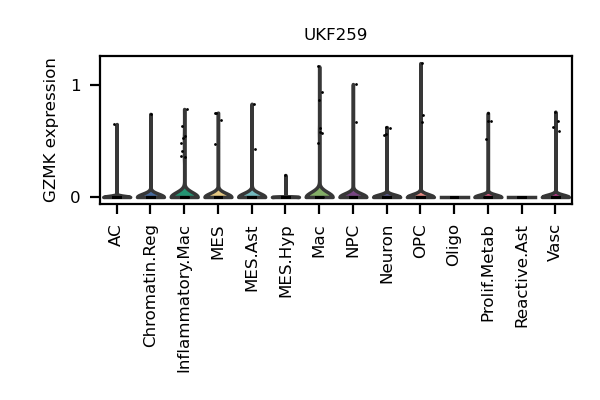 UKF259
GZMK expression
1
0
AC
Chromatin.Reg
Inflammatory.Mac
MES
MES.Ast
MES.Hyp
Mac
NPC
Neuron
OPC
Oligo
Prolif.Metab
Reactive.Ast
Vasc